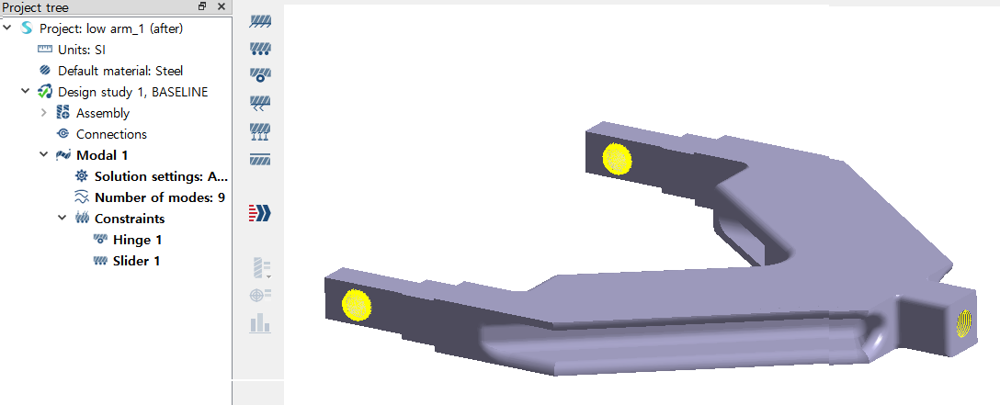 Project tree
Project: low arm_1 (after)
Units: SI
Default material: Steel
Design study 1, BASELINE
Assembly
Connections
Modal 1
Solution settings: A...
Number of modes: 9
Constraints
Hinge 1
Slider 1